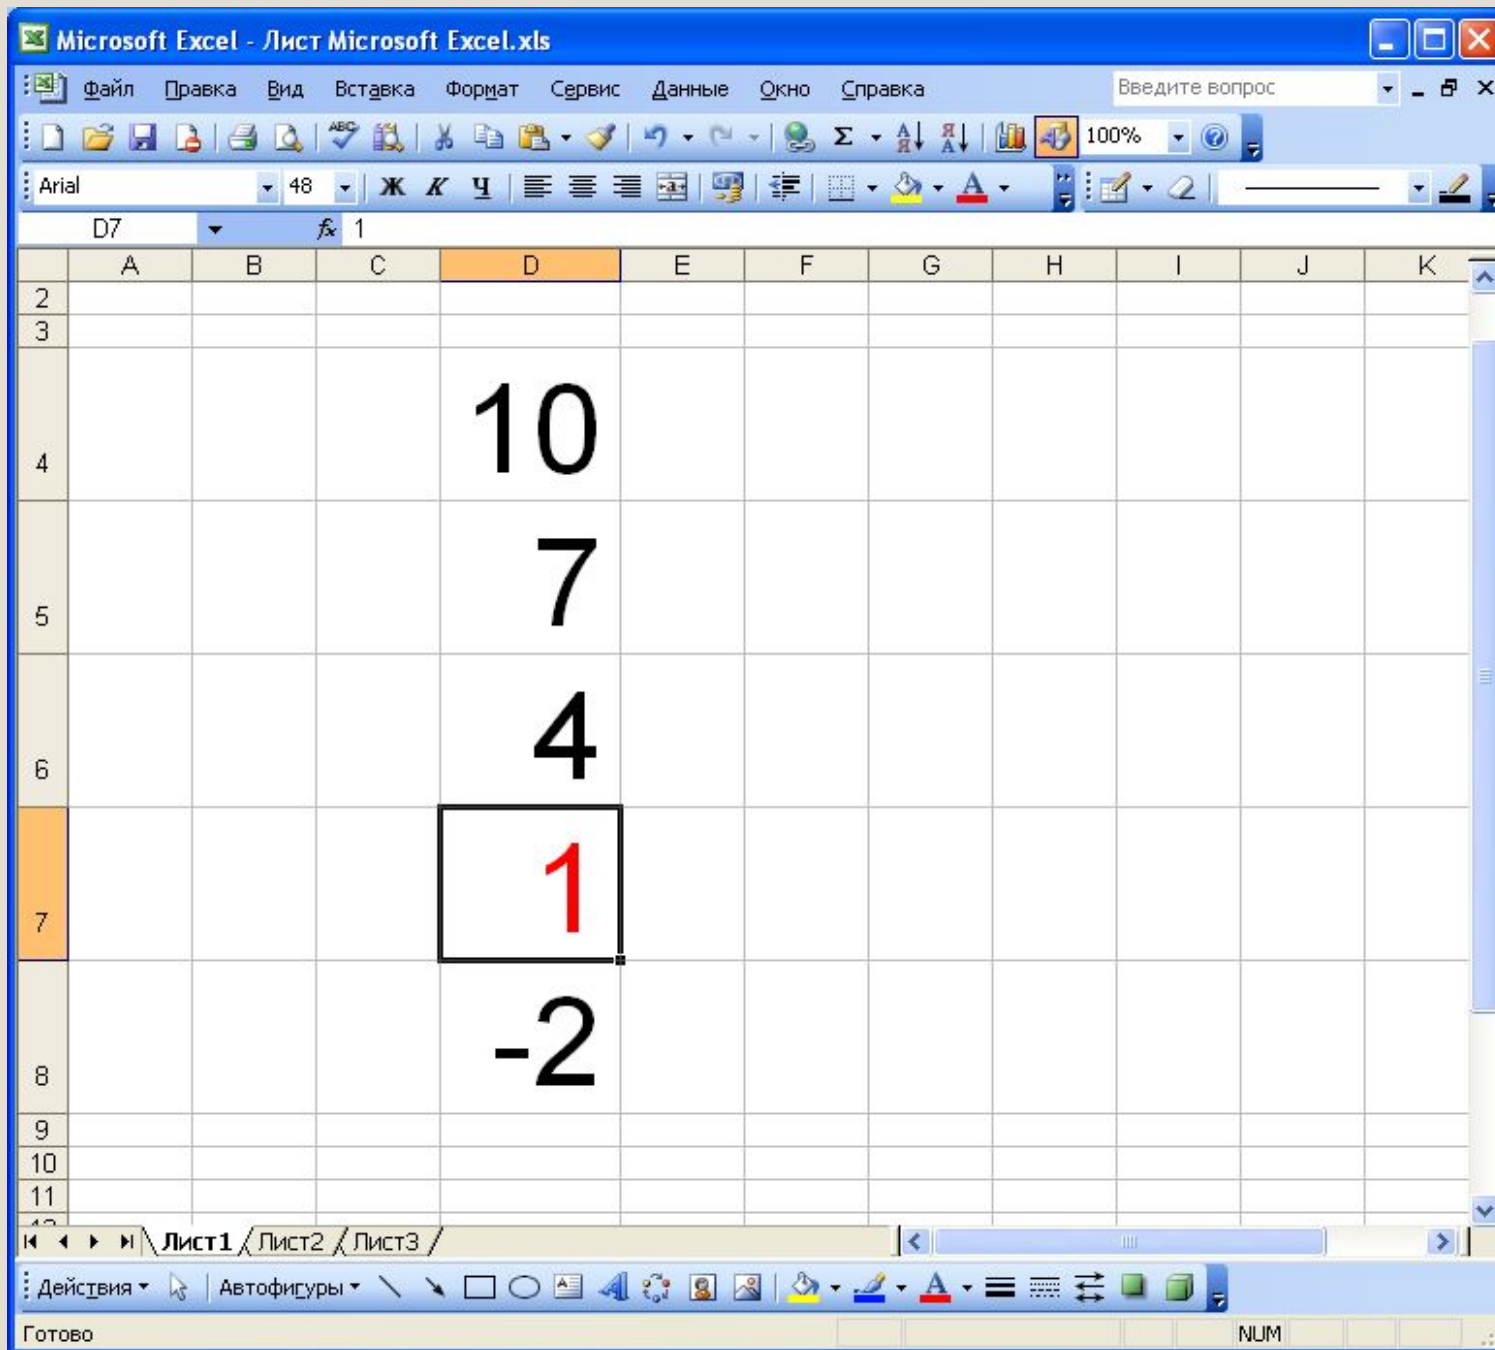 Microsoft Excel - Лист Microsoft Excel.xls
Файл Правка Вид Вставка Формат Сервис Данные Окно Справка Введите вопрос
100%
Arial 48 Ж К Ч
D7 fx 1
A B C D E F G H I J K
2
3
4 10
5 7
6 4
7 1
8 -2
9
10
11
Лист1 Лист2 Лист3
Действия Автофигуры
Готово NUM